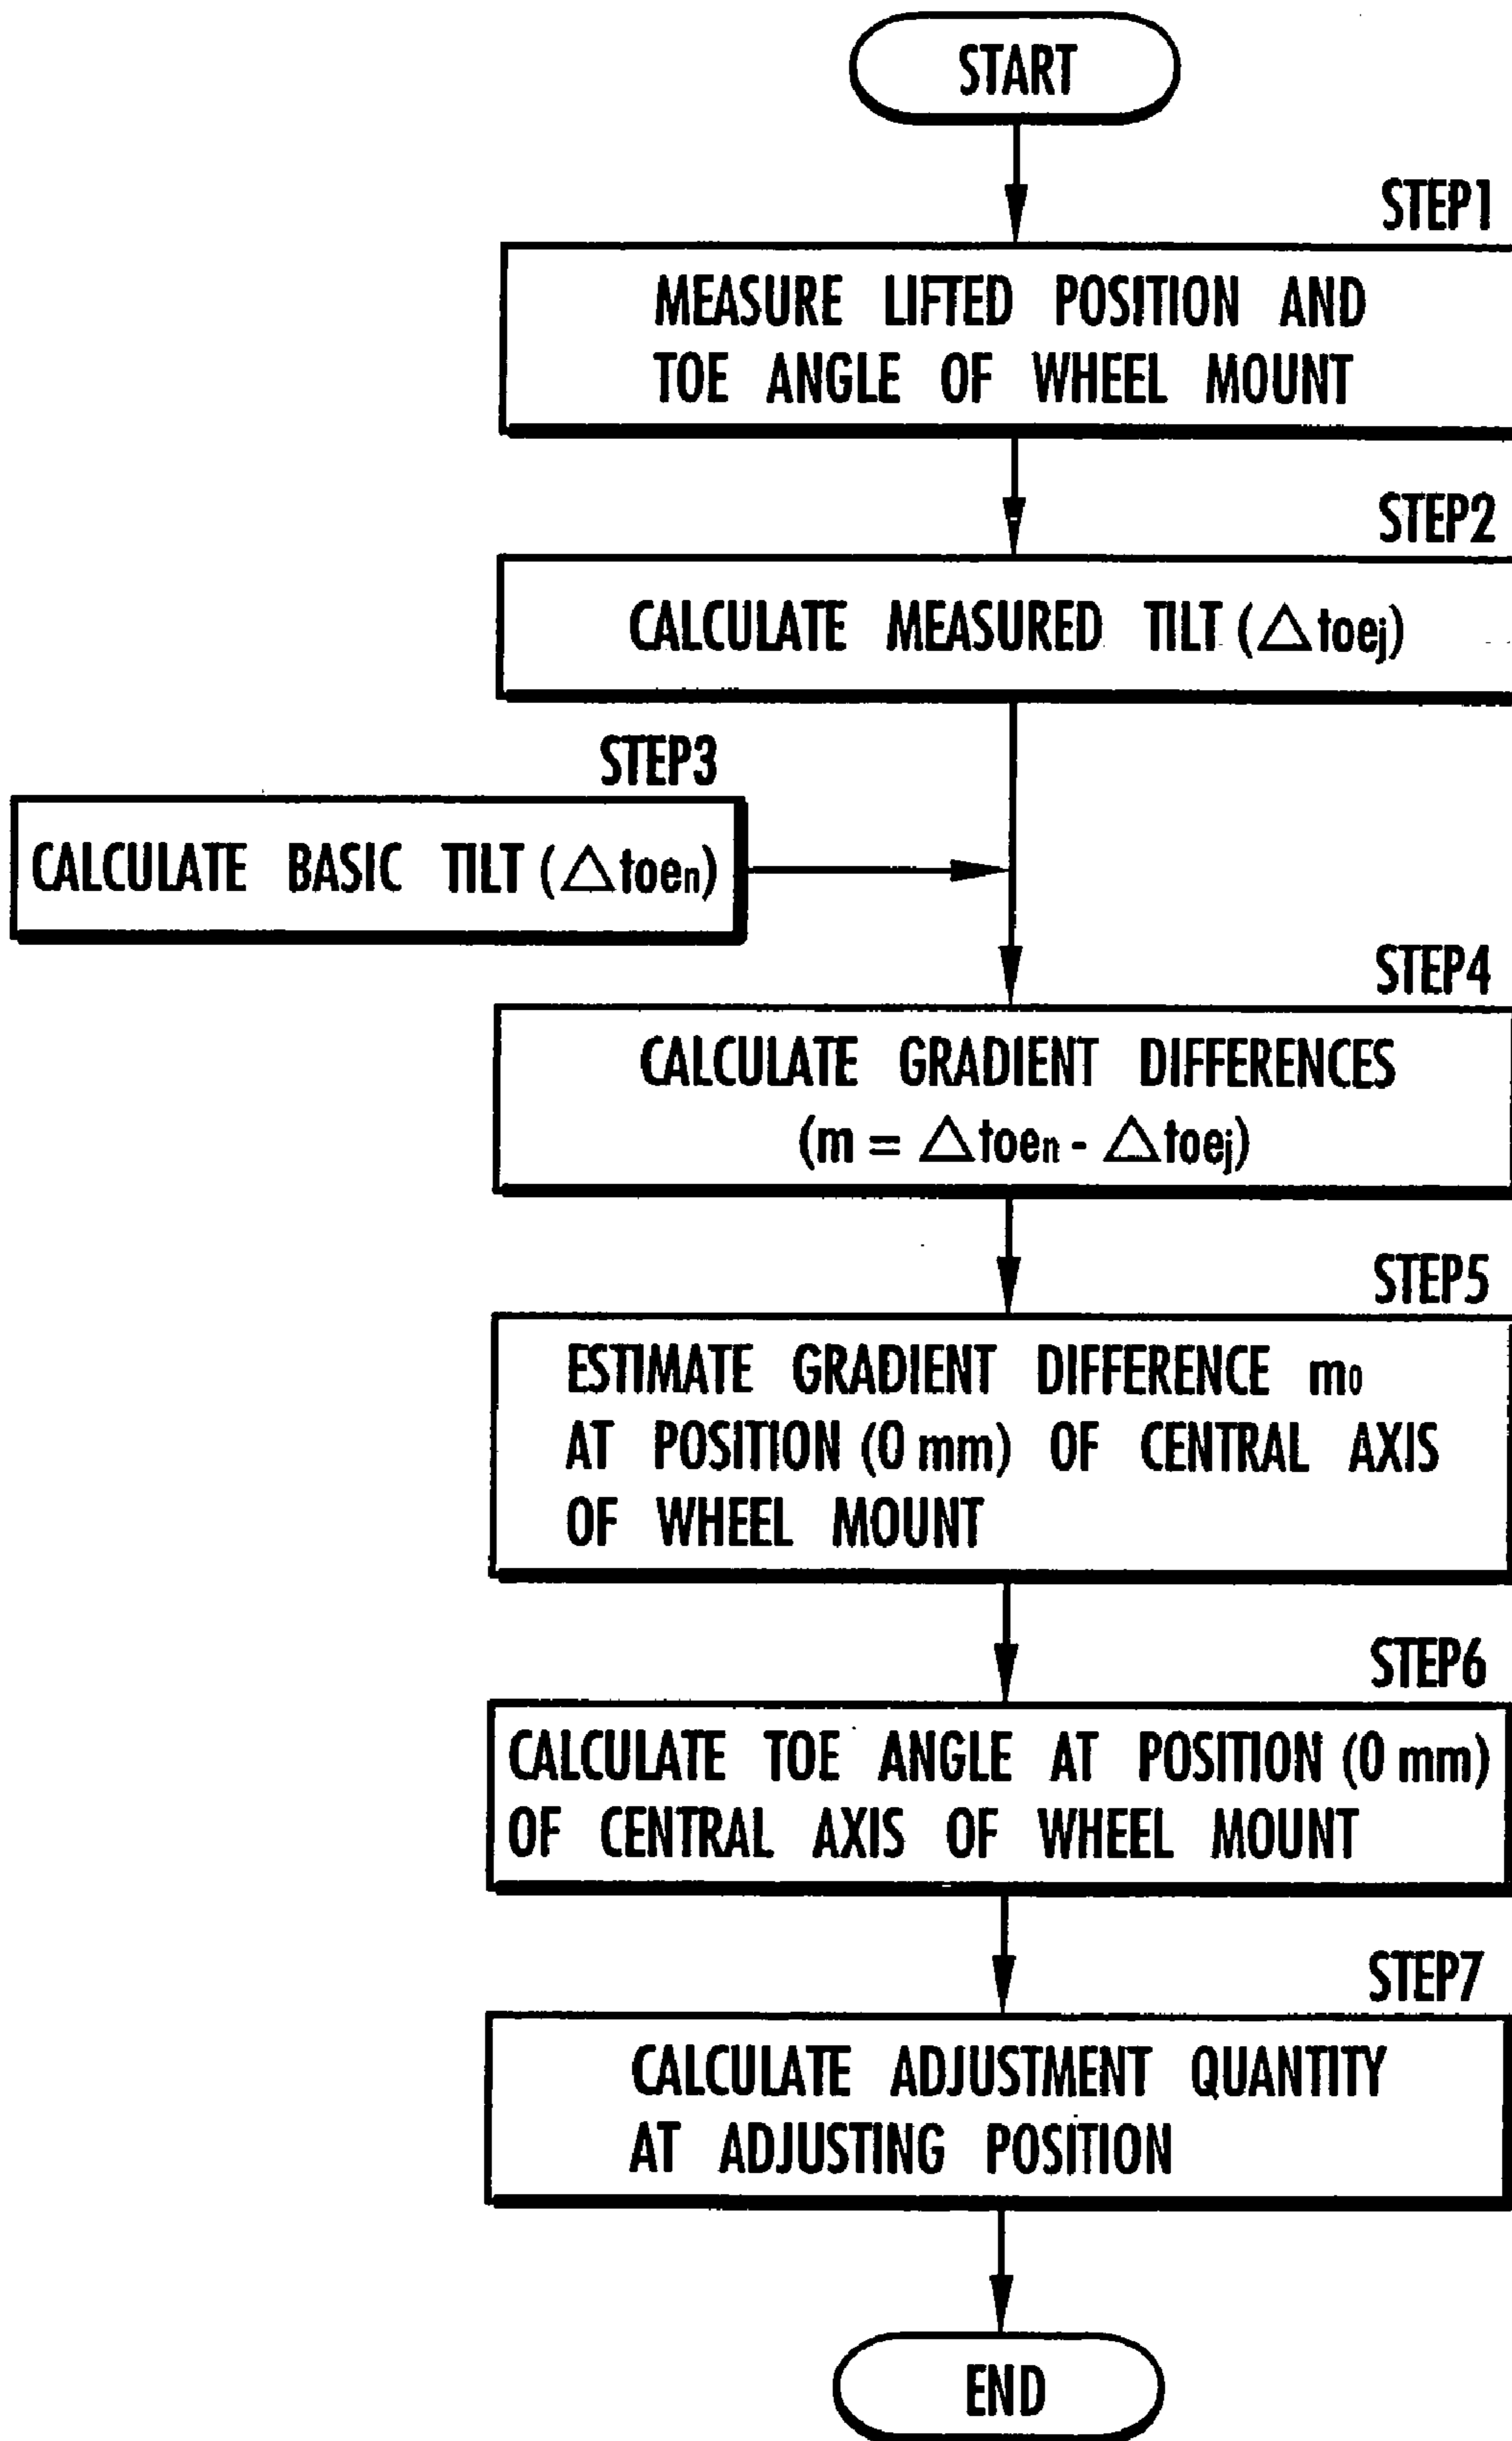 START
STEP1
MEASURE LIFTED POSITION AND
TOE ANGLE OF WHEEL MOUNT
STEP2
CALCULATE MEASURED TILT (△toej)
STEP3
CALCULATE BASIC TILT (△toen)
STEP4
CALCULATE GRADIENT DIFFERENCES
(m = △toen - △toej)
STEP5
ESTIMATE GRADIENT DIFFERENCE m0
AT POSITION (0 mm) OF CENTRAL AXIS
OF WHEEL MOUNT
STEP6
CALCULATE TOE ANGLE AT POSITION (0 mm)
OF CENTRAL AXIS OF WHEEL MOUNT
STEP7
CALCULATE ADJUSTMENT QUANTITY
AT ADJUSTING POSITION
END